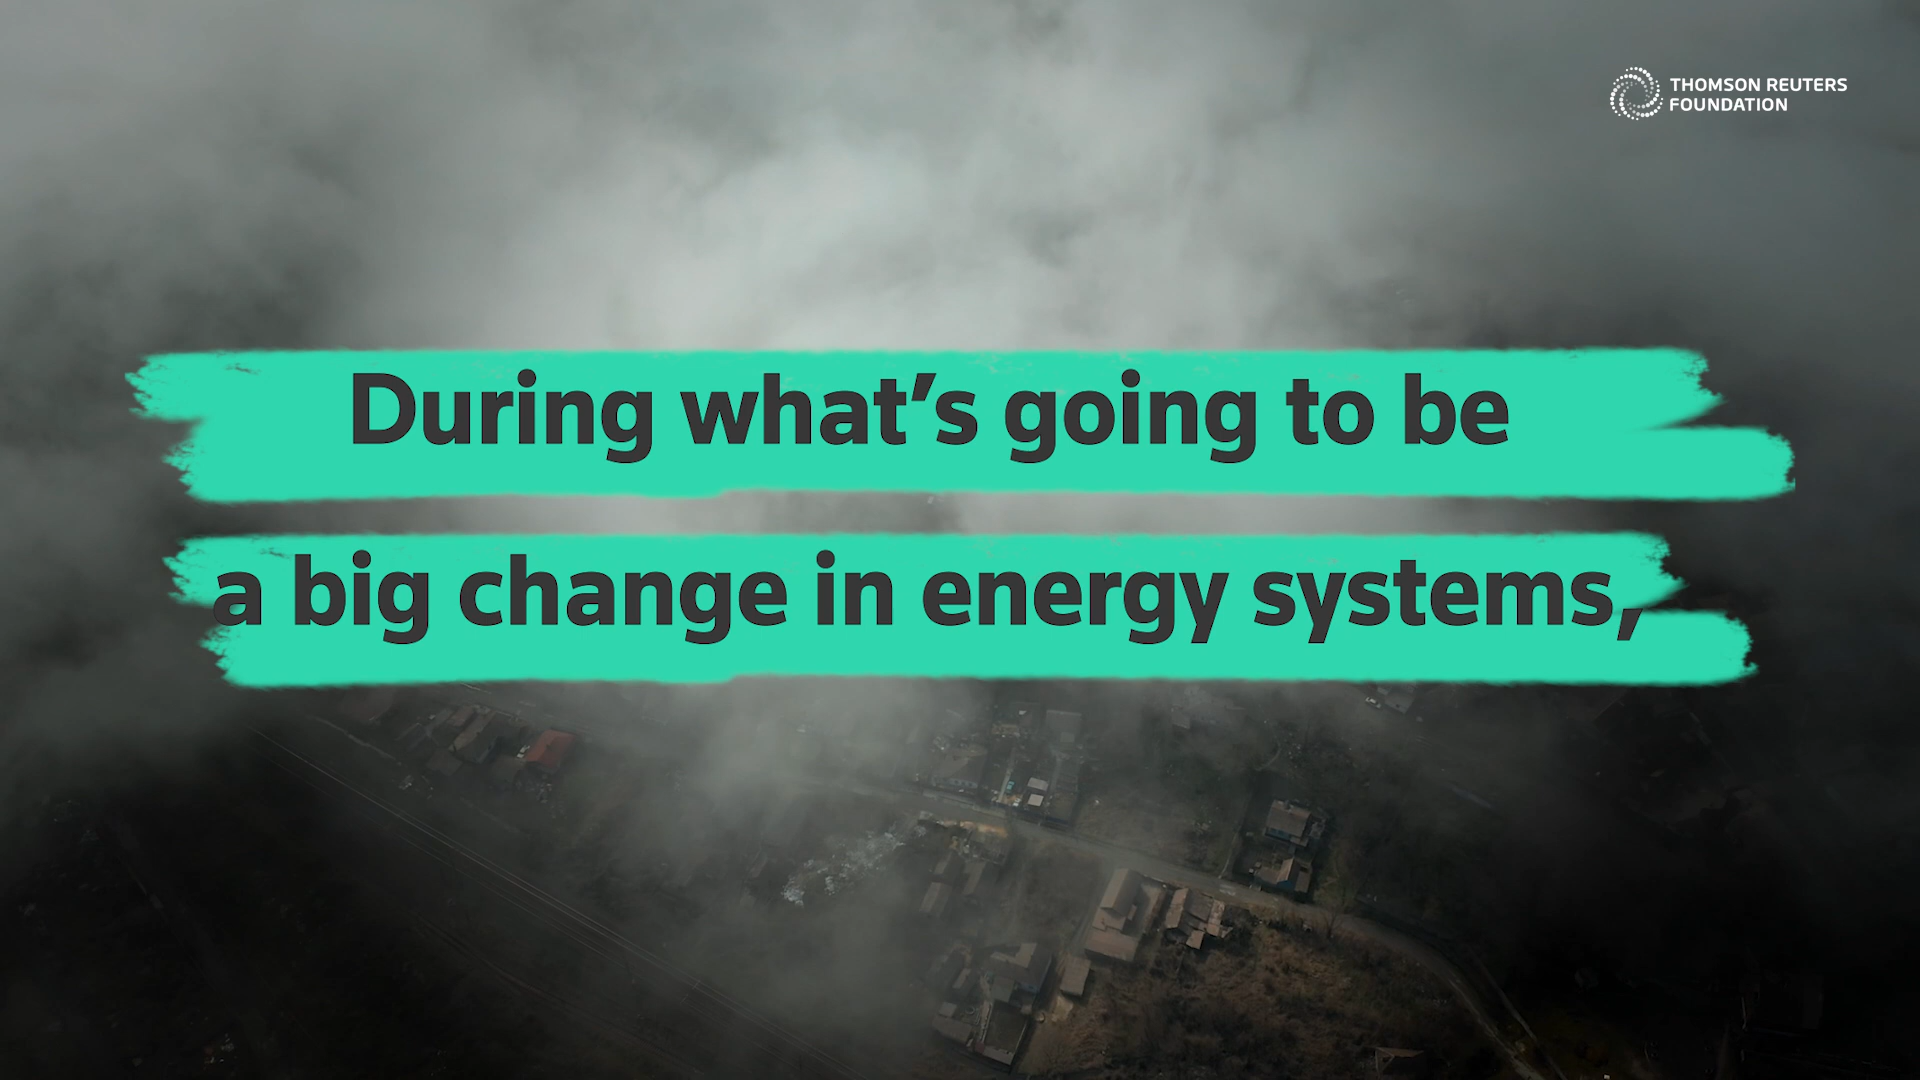 THOMSON REUTERS
FOUNDATION
During what’s going to be
a big change in energy systems,